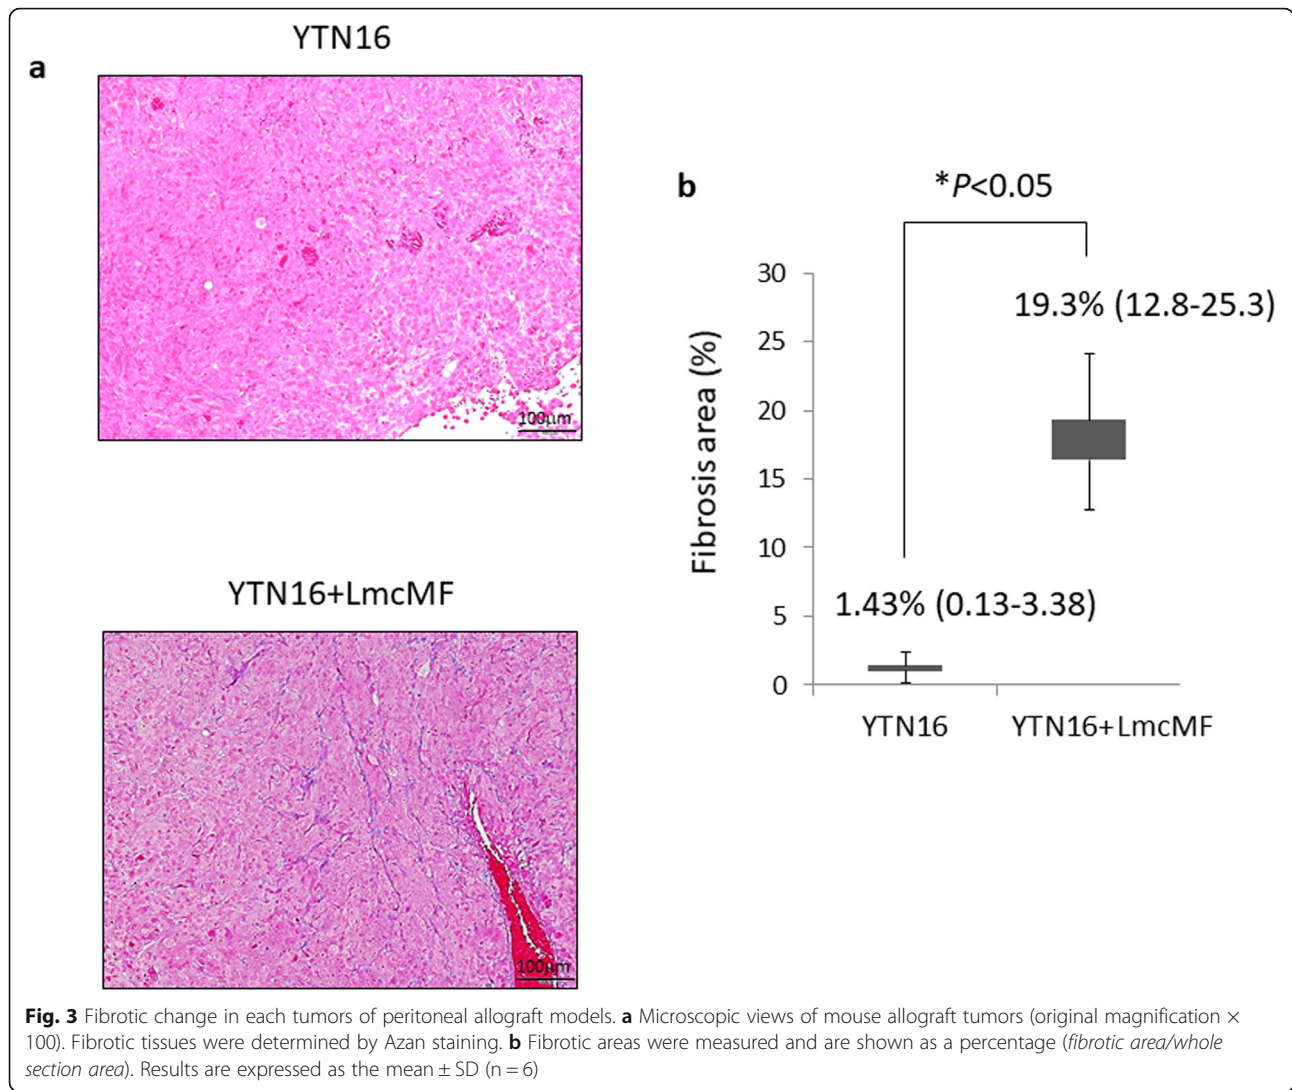 YTN16
a
100µm
YTN16+LmcMF
100µm
b
*P<0.05
30
25
20
15
10
5
0
Fibrosis area (%)
19.3% (12.8-25.3)
1.43% (0.13-3.38)
YTN16
YTN16+LmcMF
Fig. 3 Fibrotic change in each tumors of peritoneal allograft models. a Microscopic views of mouse allograft tumors (original magnification ×
100). Fibrotic tissues were determined by Azan staining. b Fibrotic areas were measured and are shown as a percentage (fibrotic area/whole
section area). Results are expressed as the mean ± SD (n = 6)